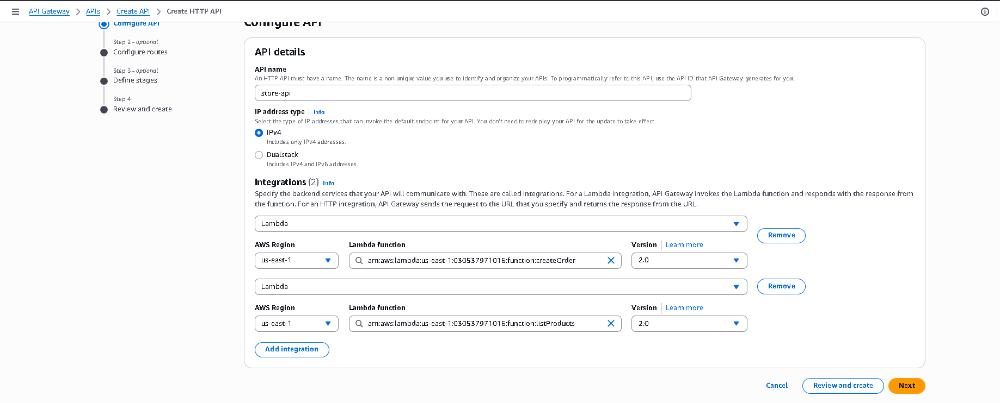 API Gateway > APIs > Create API > Create HTTP API
Configure API
Step 2 - optional
Configure routes
Step 3 - optional
Define stages
Step 4
Review and create
Configure API
API details
API name
An HTTP API must have a name. The name is a non-unique value you use to identify and organize your APIs. To programmatically refer to this API, use the API ID that API Gateway generates for you.
store-api
IP address type Info
Select the type of IP addresses that can invoke the default endpoint for your API. You don't need to redeploy your API for the update to take effect.
IPv4
Includes only IPv4 addresses.
Dualstack
Includes IPv4 and IPv6 addresses.
Integrations (2) Info
Specify the backend services that your API will communicate with. These are called integrations. For a Lambda integration, API Gateway invokes the Lambda function and responds with the response from
the function. For an HTTP integration, API Gateway sends the request to the URL that you specify and returns the response from the URL.
Lambda
Remove
AWS Region Lambda function Version Learn more
us-east-1 arn:aws:lambda:us-east-1:030537971016:function:createOrder 2.0
Lambda
Remove
AWS Region Lambda function Version Learn more
us-east-1 arn:aws:lambda:us-east-1:030537971016:function:listProducts 2.0
Add integration
Cancel Review and create Next